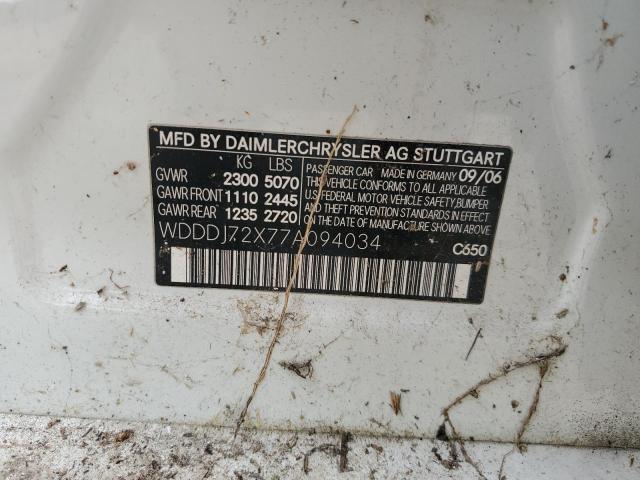 MFD BY DAIMLERCHRYSLER AG STUTTGART
KG LBS
GVWR 2300 5070
GAWR FRONT 1110 2445
GAWR REAR 1235 2720
PASSENGER CAR MADE IN GERMANY 09/06
THIS VEHICLE CONFORMS TO ALL APPLICABLE
U.S. FEDERAL MOTOR VEHICLE SAFETY, BUMPER
AND THEFT PREVENTION STANDARDS IN EFFECT
ON THE DATE OF MANUFACTURE SHOWN ABOVE
WDDDJ72X77A094034
C650